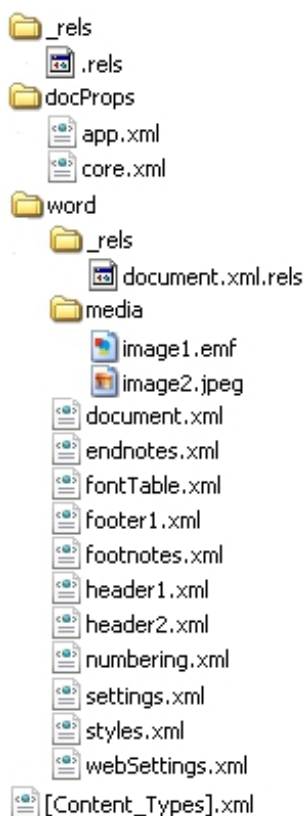 _rels
.rels
docProps
app.xml
core.xml
word
_rels
document.xml.rels
media
image1.emf
image2.jpeg
document.xml
endnotes.xml
fontTable.xml
footer1.xml
footnotes.xml
header1.xml
header2.xml
numbering.xml
settings.xml
styles.xml
webSettings.xml
[Content_Types].xml